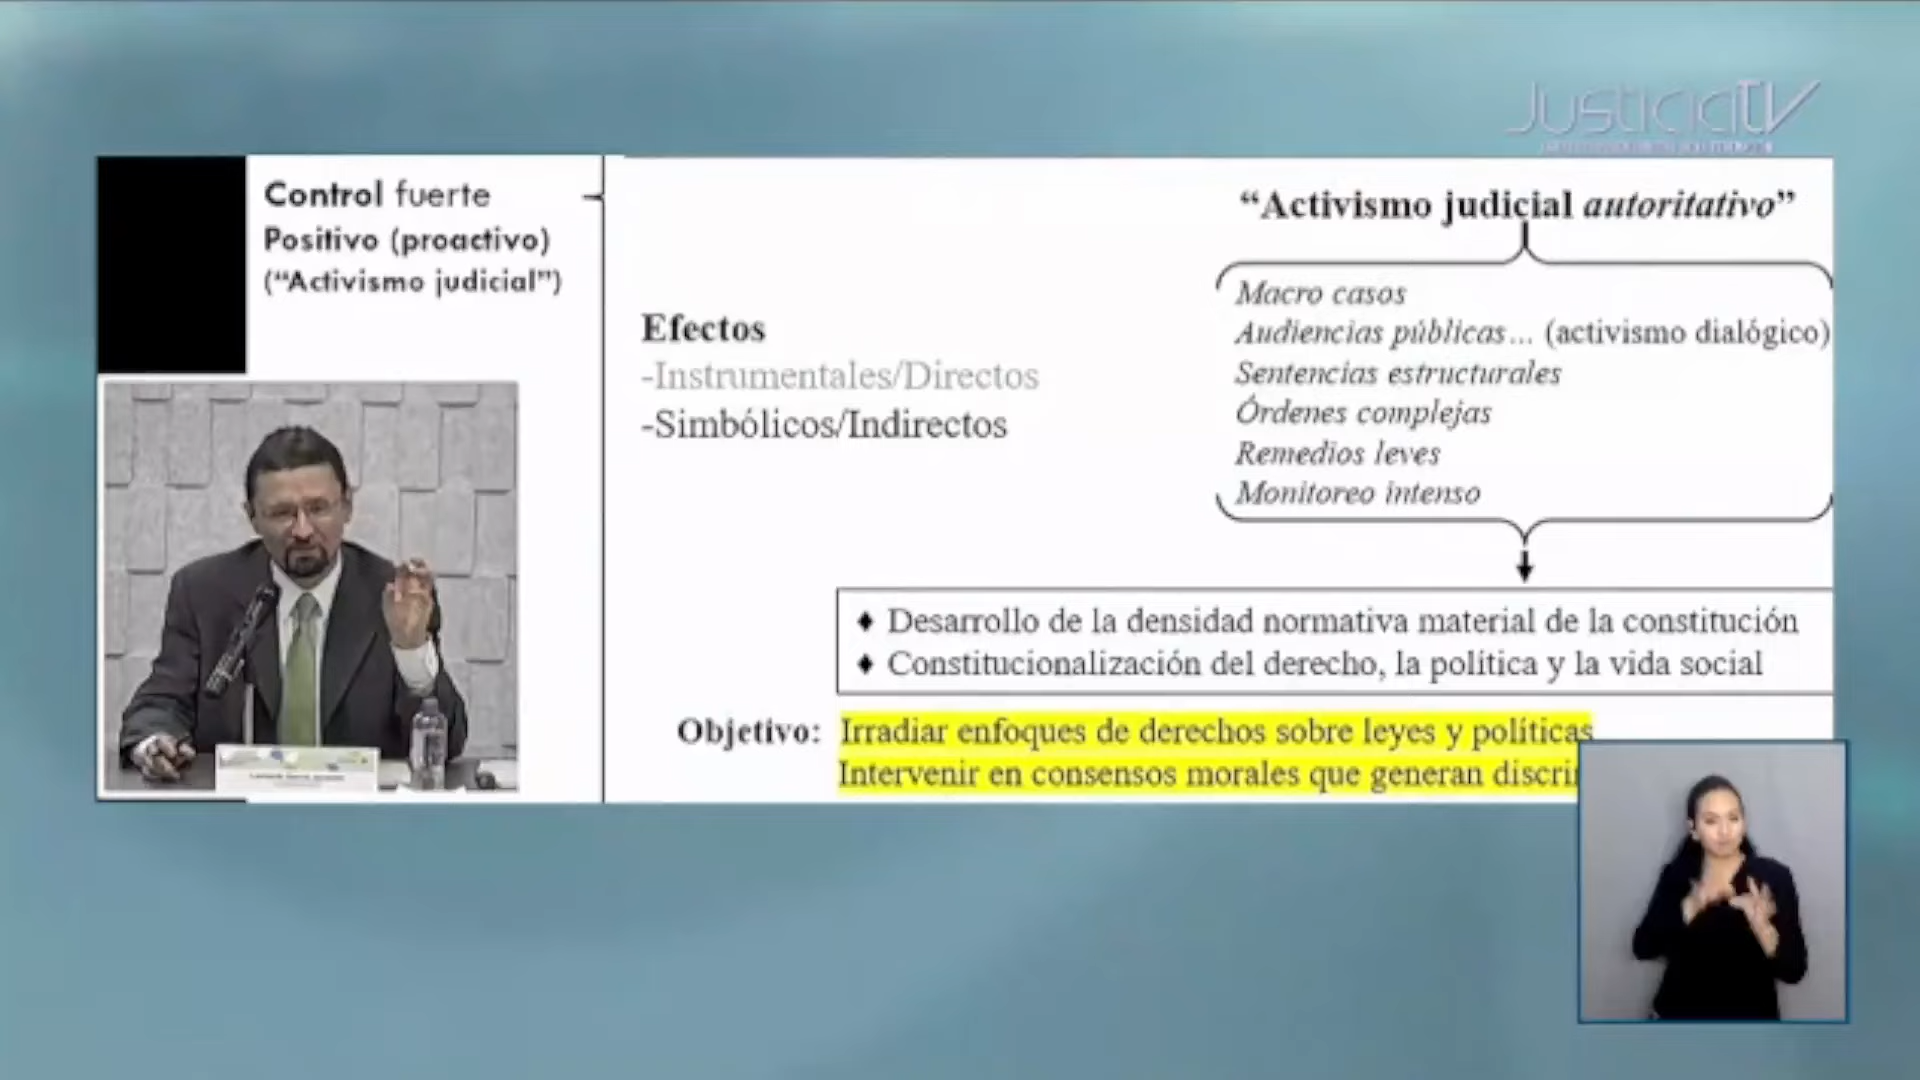 JusticiaTV
Control fuerte
Positivo (proactivo)
(“Activismo judicial”)
Efectos
-Instrumentales/Directos
-Simbólicos/Indirectos
“Activismo judicial autoritativo”
Macro casos
Audiencias públicas... (activismo dialógico)
Sentencias estructurales
Órdenes complejas
Remedios leves
Monitoreo intenso
♦ Desarrollo de la densidad normativa material de la constitución
♦ Constitucionalización del derecho, la política y la vida social
Objetivo: Irradiar enfoques de derechos sobre leyes y políticas
Intervenir en consensos morales que generan